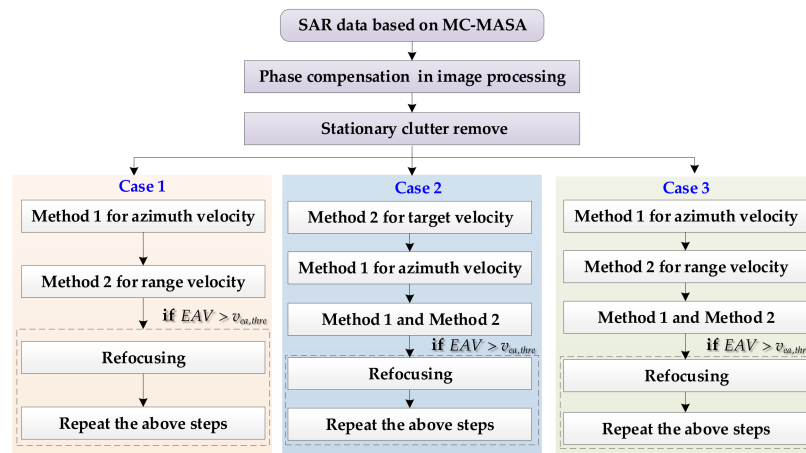 SAR data based on MC-MASA
Phase compensation in image processing
Stationary clutter remove
Case 1
Method 1 for azimuth velocity
Method 2 for range velocity
if EAV > v_ea,thre
Refocusing
Repeat the above steps
Case 2
Method 2 for target velocity
Method 1 for azimuth velocity
Method 1 and Method 2
if EAV > v_ea,thre
Refocusing
Repeat the above steps
Case 3
Method 1 for azimuth velocity
Method 2 for range velocity
Method 1 and Method 2
if EAV > v_ea,thr
Refocusing
Repeat the above steps